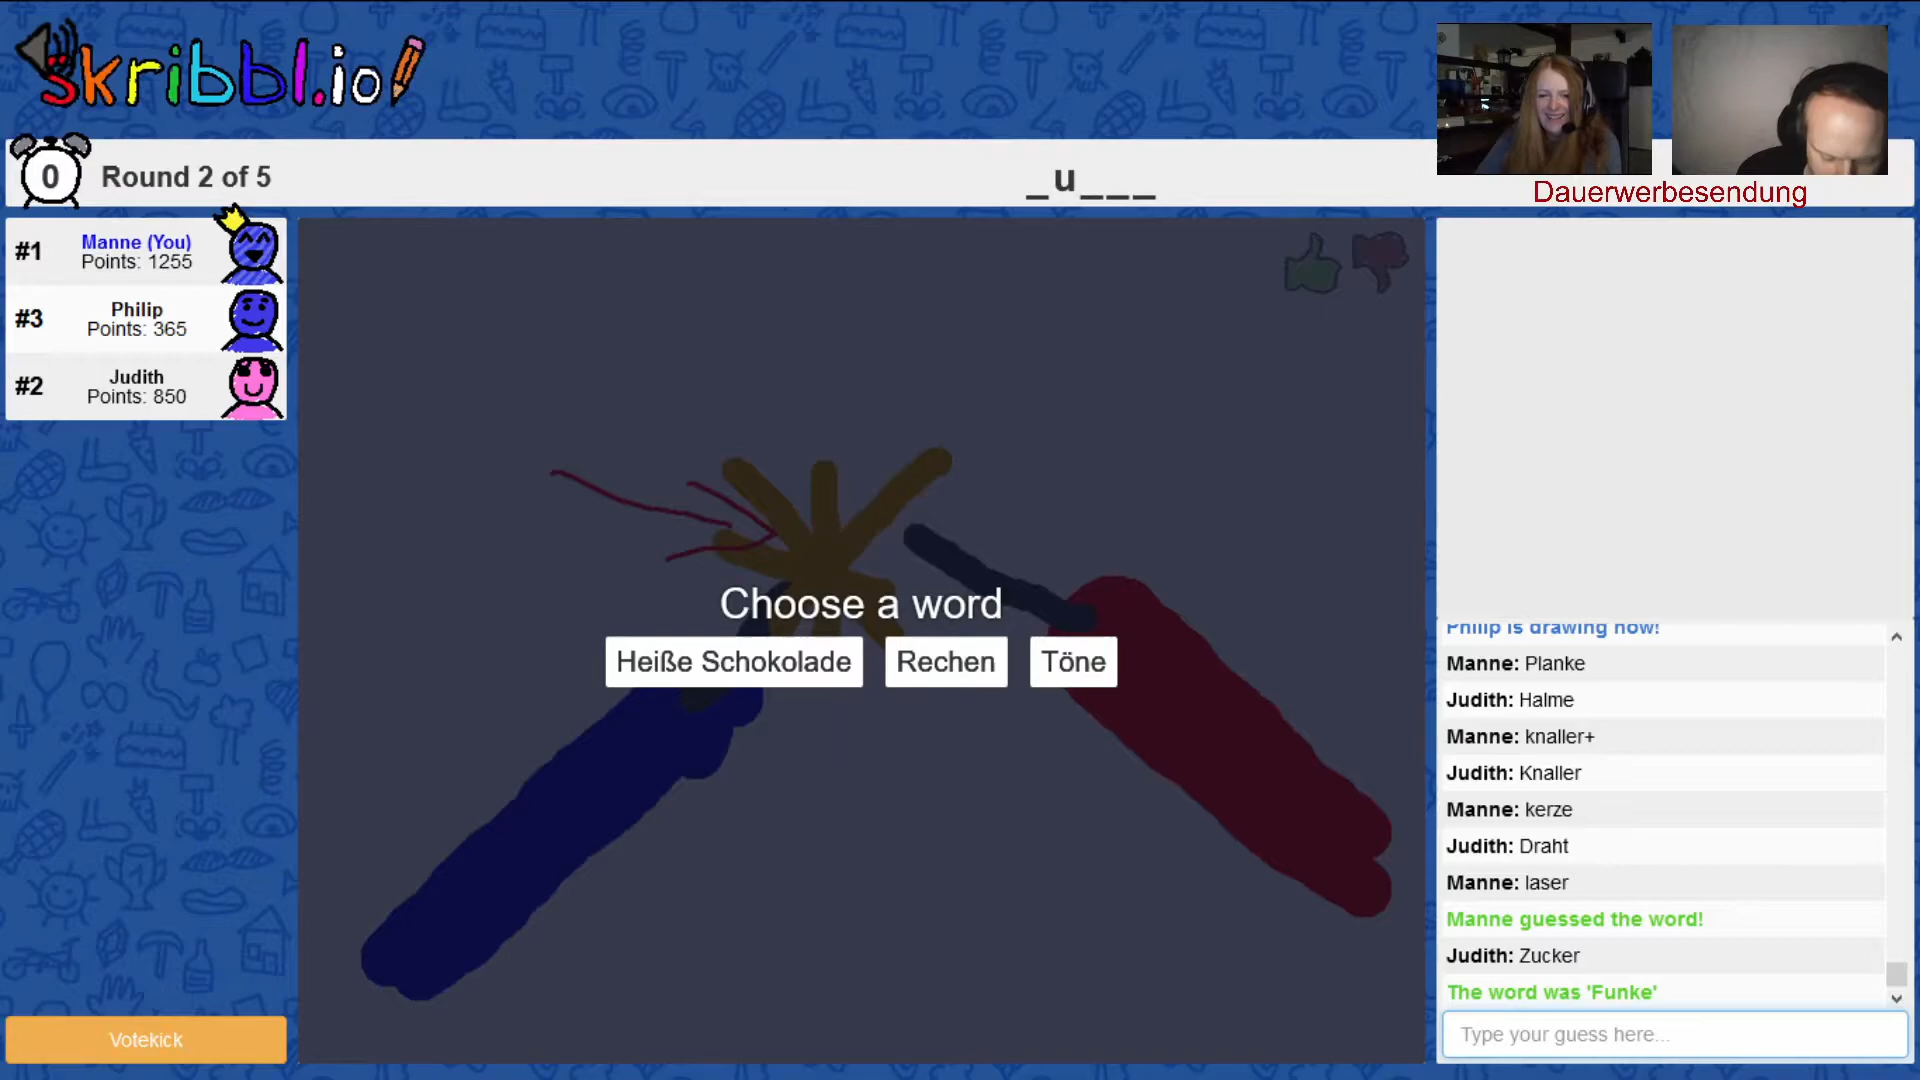 skribbl.io
Dauerwerbesendung
0
Round 2 of 5
_u___
#1
Manne (You)
Points: 1255
#3
Philip
Points: 365
#2
Judith
Points: 850
Choose a word
Heiße Schokolade
Rechen
Töne
Philip is drawing now!
Manne: Planke
Judith: Halme
Manne: knaller+
Judith: Knaller
Manne: kerze
Judith: Draht
Manne: laser
Manne guessed the word!
Judith: Zucker
The word was 'Funke'
Type your guess here...
Votekick